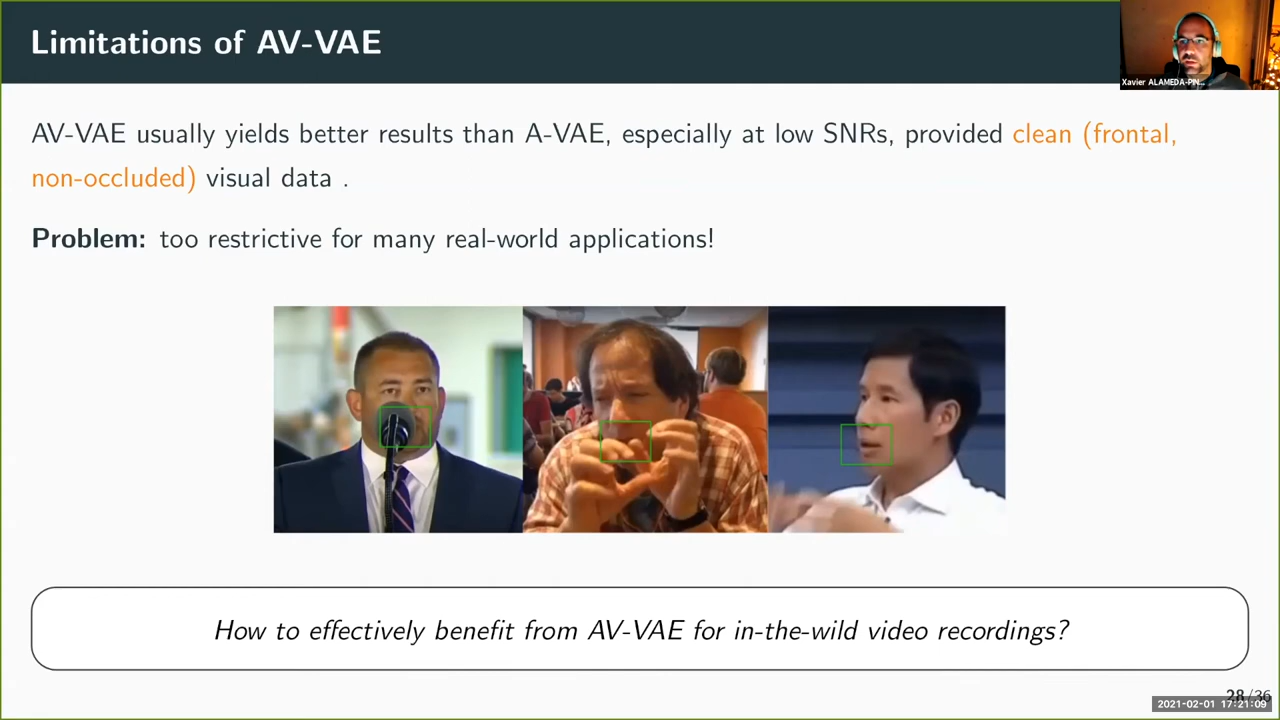 Limitations of AV-VAE
Xavier ALAMEDA-PIN...
AV-VAE usually yields better results than A-VAE, especially at low SNRs, provided clean (frontal,
non-occluded) visual data .
Problem: too restrictive for many real-world applications!
How to effectively benefit from AV-VAE for in-the-wild video recordings?
28/36
2021-02-01 17:21:09